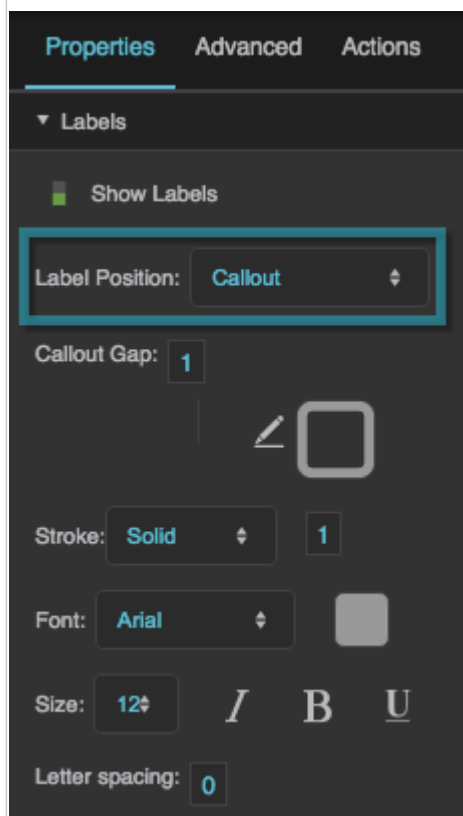 Properties Advanced Actions
Labels
Show Labels
Label Position: Callout
Callout Gap: 1
Stroke: Solid 1
Font: Arial
Size: 12 I B U
Letter spacing: 0